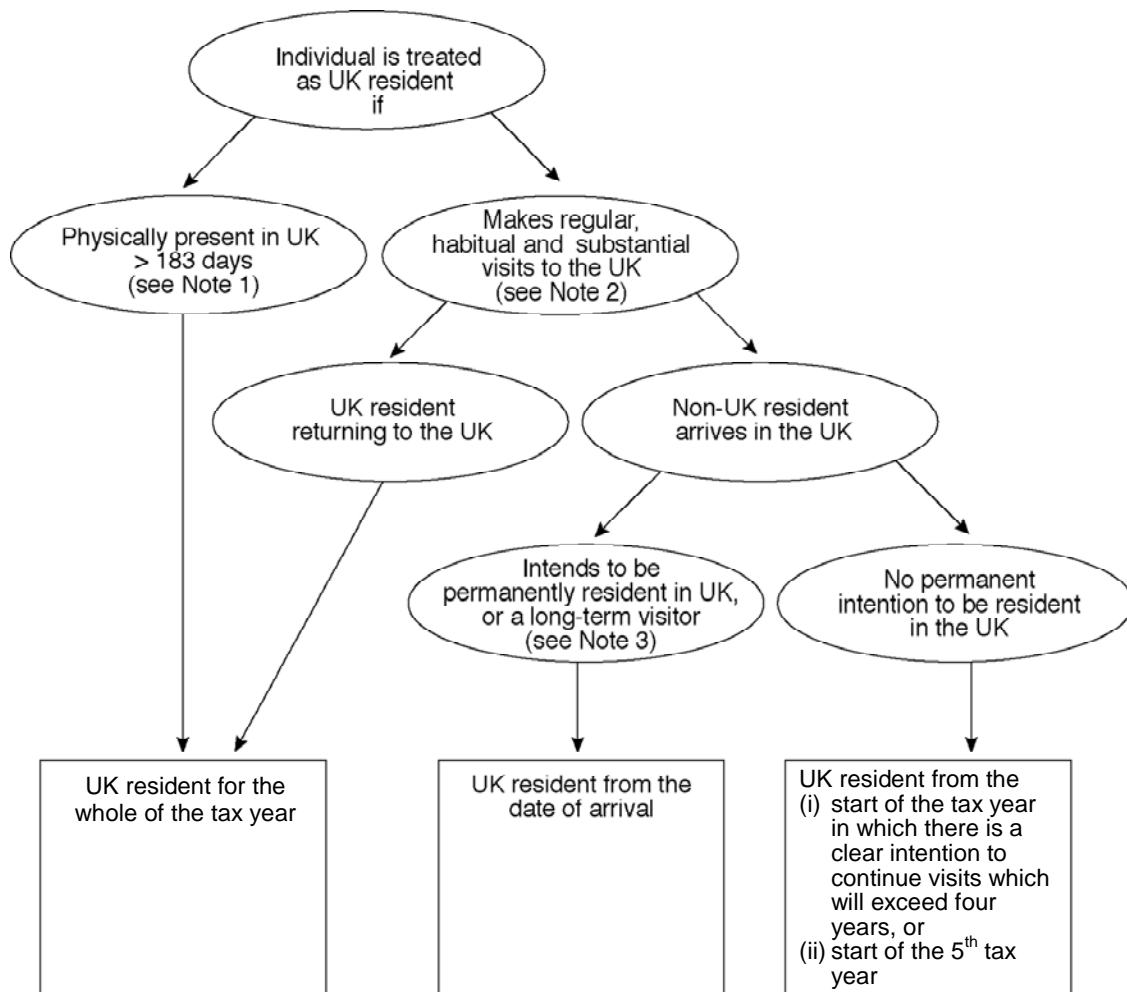 Individual is treated
as UK resident
if
Physically present in UK
> 183 days
(see Note 1)
Makes regular,
habitual and substantial
visits to the UK
(see Note 2)
UK resident
returning to the UK
Non-UK resident
arrives in the UK
Intends to be
permanently resident in UK,
or a long-term visitor
(see Note 3)
No permanent
intention to be resident
in the UK
UK resident for the
whole of the tax year
UK resident from the
date of arrival
UK resident from the
(i) start of the tax year
in which there is a
clear intention to
continue visits which
will exceed four
years, or
(ii) start of the 5th tax
year